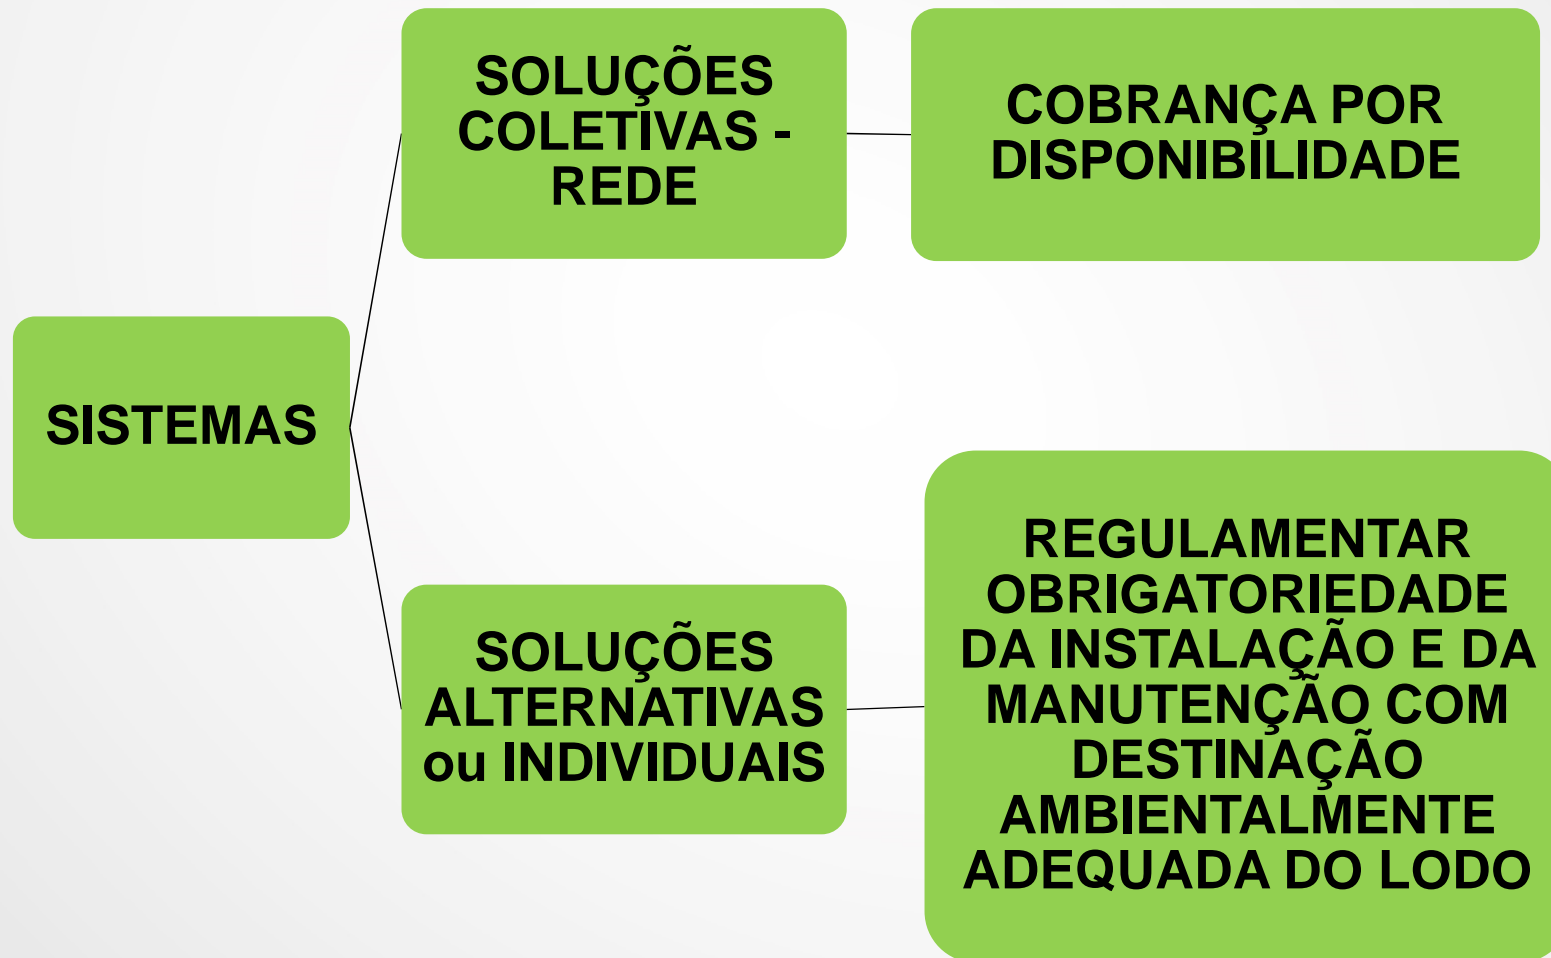 SISTEMAS
SOLUÇÕES
COLETIVAS -
REDE
COBRANÇA POR
DISPONIBILIDADE
SOLUÇÕES
ALTERNATIVAS
ou INDIVIDUAIS
REGULAMENTAR
OBRIGATORIEDADE
DA INSTALAÇÃO E DA
MANUTENÇÃO COM
DESTINAÇÃO
AMBIENTALMENTE
ADEQUADA DO LODO